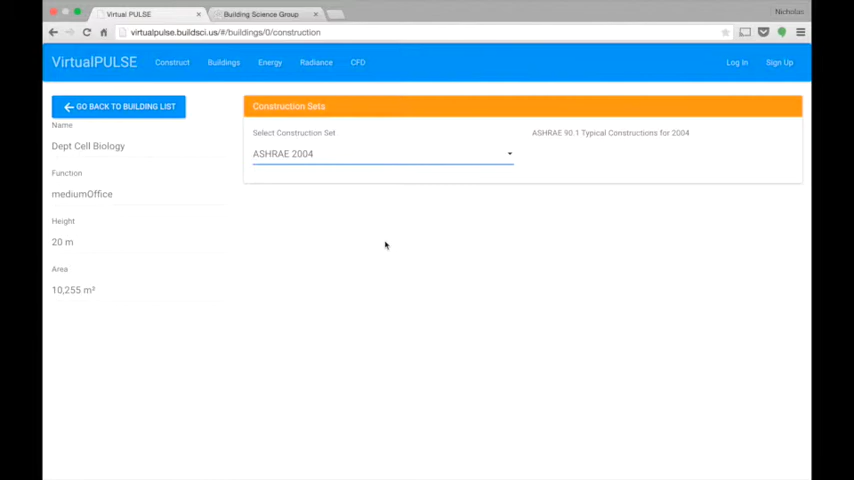 Virtual PULSE
Building Science Group
Nicholas
virtualpulse.buildsci.us/#/buildings/0/construction
VirtualPULSE
Construct
Buildings
Energy
Radiance
CFD
Log In
Sign Up
GO BACK TO BUILDING LIST
Name
Dept Cell Biology
Function
mediumOffice
Height
20 m
Area
10,255 m²
Construction Sets
Select Construction Set
ASHRAE 2004
ASHRAE 90.1 Typical Constructions for 2004